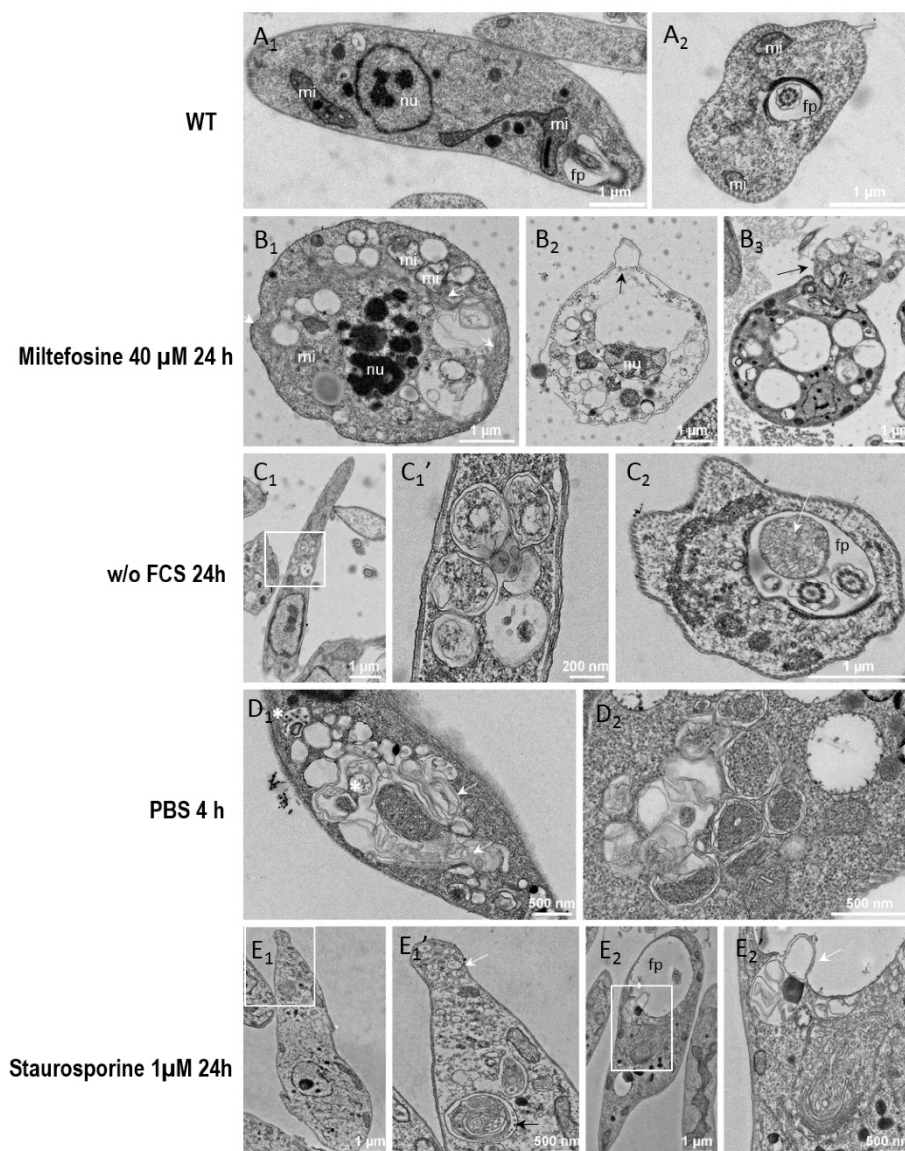 WT
A1
mi
nu
mi
fp
1 µm
A2
mi
fp
mi
1 µm
Miltefosine 40 µM 24 h
B1
mi
mi
mi
nu
1 µm
B2
nu
1 µm
B3
1 µm
w/o FCS 24h
C1
1 µm
C1'
200 nm
C2
fp
1 µm
PBS 4 h
D1
*
*
500 nm
D2
500 nm
Staurosporine 1µM 24h
E1
1 µm
E1'
500 nm
E2
fp
1 µm
E2'
500 nm